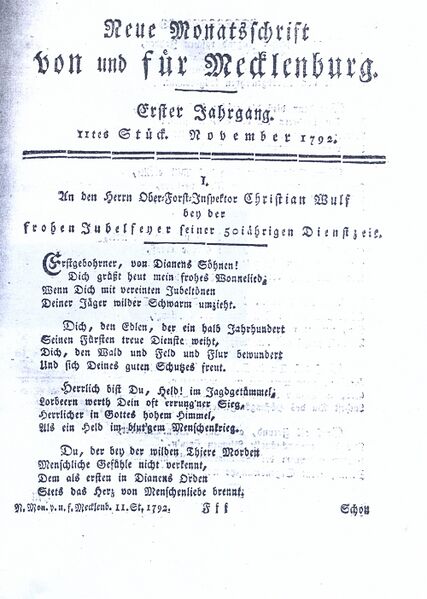 Neue Monatsschrift
von und für Mecklenburg.
Erster Jahrgang.
11tes Stück. November 1792.
I.
An den Herrn Ober-Forst-Inspektor Christian Wulf
bey der
frohen Jubelfeyer seiner 50jährigen Dienstzeit.
Erstgebohrner, von Dianens Söhnen!
Dich grüßt heut mein frohes Wonnelied;
Wenn Dich mit vereinten Jubeltönen
Deiner Jäger wilder Schwarm umzieht.
Dich, den Edlen, der ein halb Jahrhundert
Seinen Fürsten treue Dienste weiht,
Dich, den Wald und Feld und Flur bewundert
Und sich Deines guten Schutzes freut.
Herrlich bist Du, Held! im Jagdgetümmel;
Lorbeern werth Dein oft errung'ner Sieg,
Herrlicher in Gottes hohem Himmel,
Als ein Held im blut'gem Menschenkrieg.
Du, der bey der wilden Thiere Morden
Menschliche Gefühle nicht verkennt,
Dem als ersten in Dianens Orden
Stets das Herz von Menschenliebe brennt;
N. Mon. v. u. f. Mecklenb. 11. St. 1792. Fff Schon